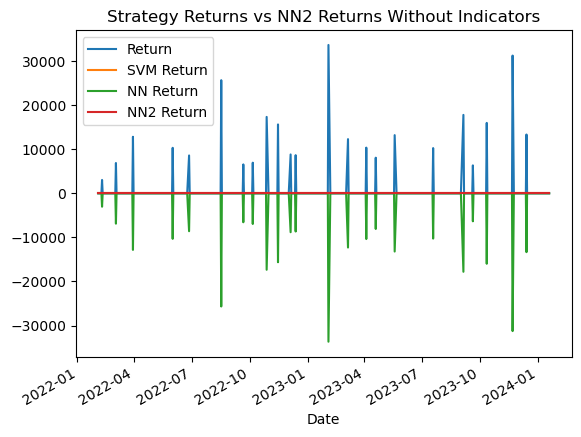 Strategy Returns vs NN2 Returns Without Indicators
Return
SVM Return
NN Return
NN2 Return
30000
20000
10000
0
−10000
−20000
−30000
2022-01
2022-04
2022-07
2022-10
2023-01
2023-04
2023-07
2023-10
2024-01
Date